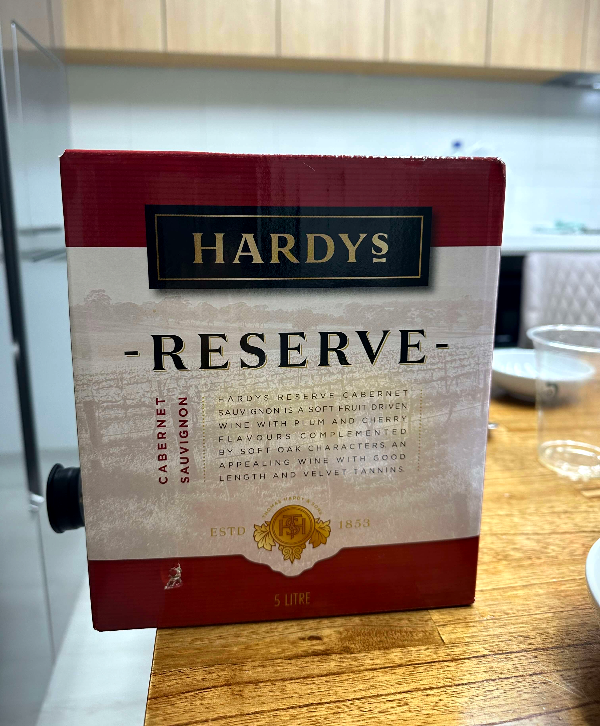 HARDYS
-RESERVE-
CABERNET
SAUVIGNON
HARDYS RESERVE CABERNET
SAUVIGNON IS A SOFT FRUIT DRIVEN
WINE WITH PLUM AND CHERRY
FLAVOURS COMPLEMENTED
BY SOFT OAK CHARACTERS. AN
APPEALING WINE WITH GOOD
LENGTH AND VELVET TANNINS.
ESTD 1853
5 LITRE